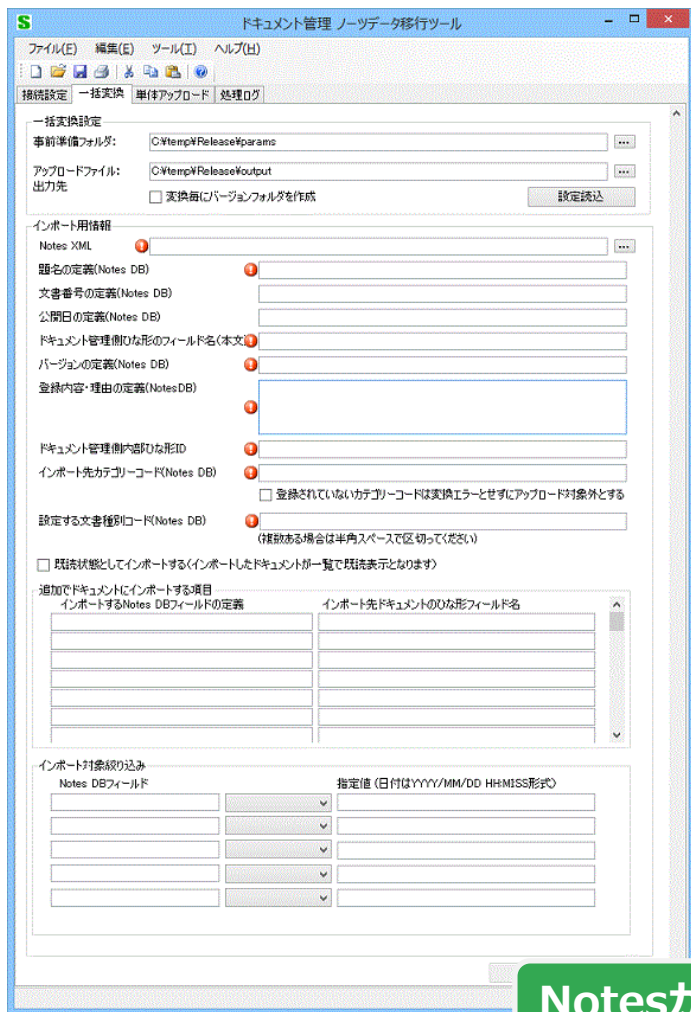 S
ドキュメント管理 ノーツデータ移行ツール
ファイル(F) 編集(E) ツール(T) ヘルプ(H)
接続設定 一括変換 単体アップロード 処理ログ
一括変換設定
事前準備フォルダ: C:¥temp¥Release¥params ...
アップロードファイル: C:¥temp¥Release¥output ...
出力先
変換毎にバージョンフォルダを作成 設定読込
インポート用情報
Notes XML ...
題名の定義(Notes DB)
文書番号の定義(Notes DB)
公開日の定義(Notes DB)
ドキュメント管理側ひな形のフィールド名(本文)
バージョンの定義(Notes DB)
登録内容・理由の定義(NotesDB)
ドキュメント管理側内部ひな形ID
インポート先カテゴリーコード(Notes DB)
登録されていないカテゴリーコードは変換エラーとせずにアップロード対象外とする
設定する文書種別コード(Notes DB)
(複数ある場合は半角スペースで区切ってください)
既読状態としてインポートする(インポートしたドキュメントが一覧で既読表示となります)
追加でドキュメントにインポートする項目
インポートするNotes DBフィールドの定義 インポート先ドキュメントのひな形フィールド名
インポート対象絞り込み
Notes DBフィールド 指定値 (日付はYYYY/MM/DD HH:MI:SS形式)
Notesか